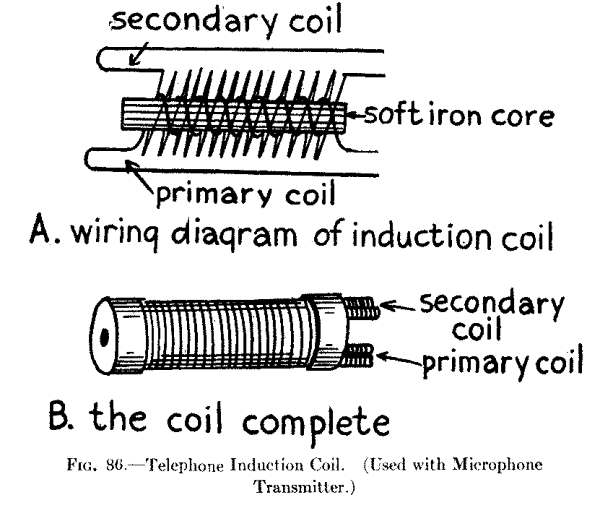 secondary coil
soft iron core
primary coil
A. wiring diagram of induction coil
secondary
coil
primary coil
B. the coil complete
FIG. 86.—Telephone Induction Coil. (Used with Microphone
Transmitter.)